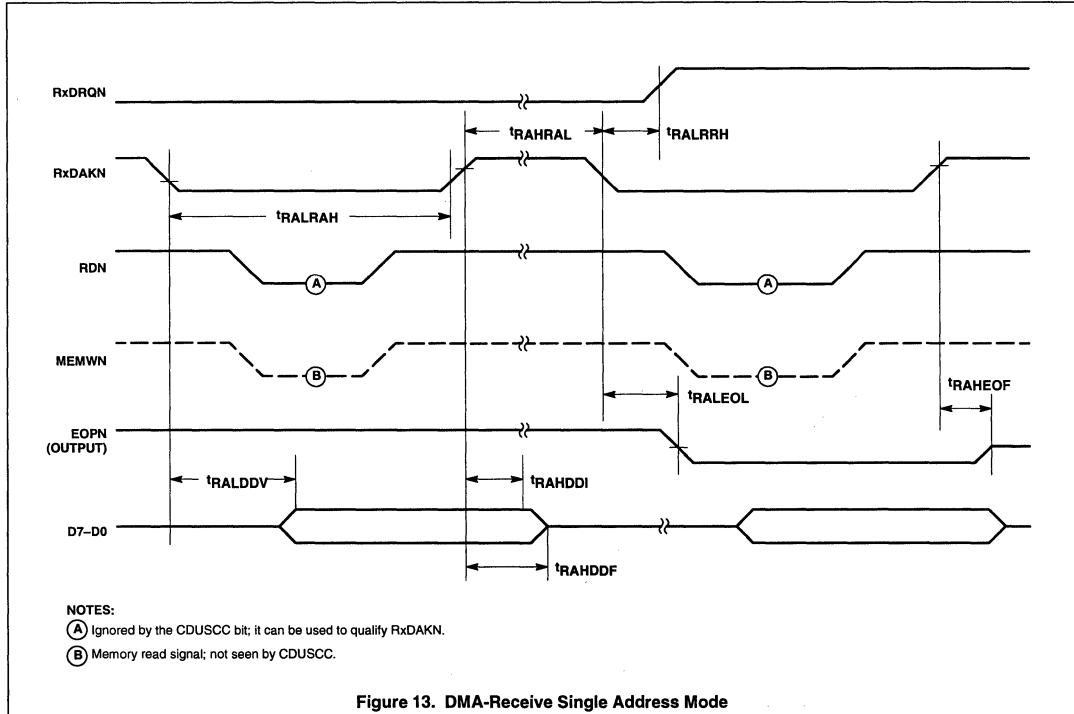 RxDRQN
tRAHRAL
tRALRRH
RxDAKN
tRALRAH
RDN
A
A
MEMWN
B
B
tRALEOL
tRAHEOF
EOPN
(OUTPUT)
tRALDDV
tRAHDDI
D7–D0
tRAHDDF
NOTES:
A Ignored by the CDUSCC bit; it can be used to qualify RxDAKN.
B Memory read signal; not seen by CDUSCC.
Figure 13. DMA-Receive Single Address Mode